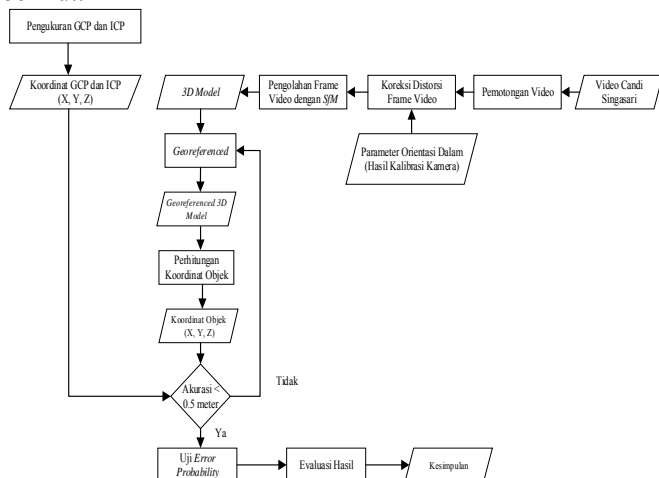 Pengukuran GCP dan ICP
Koordinat GCP dan ICP
(X, Y, Z)
3D Model
Pengolahan Frame
Video dengan SfM
Koreksi Distorsi
Frame Video
Pemotongan Video
Video Candi
Singasari
Parameter Orientasi Dalam
(Hasil Kalibrasi Kamera)
Georeferenced
Georeferenced 3D
Model
Perhitungan
Koordinat Objek
Koordinat Objek
(X, Y, Z)
Akurasi <
0.5 meter
Tidak
Ya
Uji Error
Probability
Evaluasi Hasil
Kesimpulan